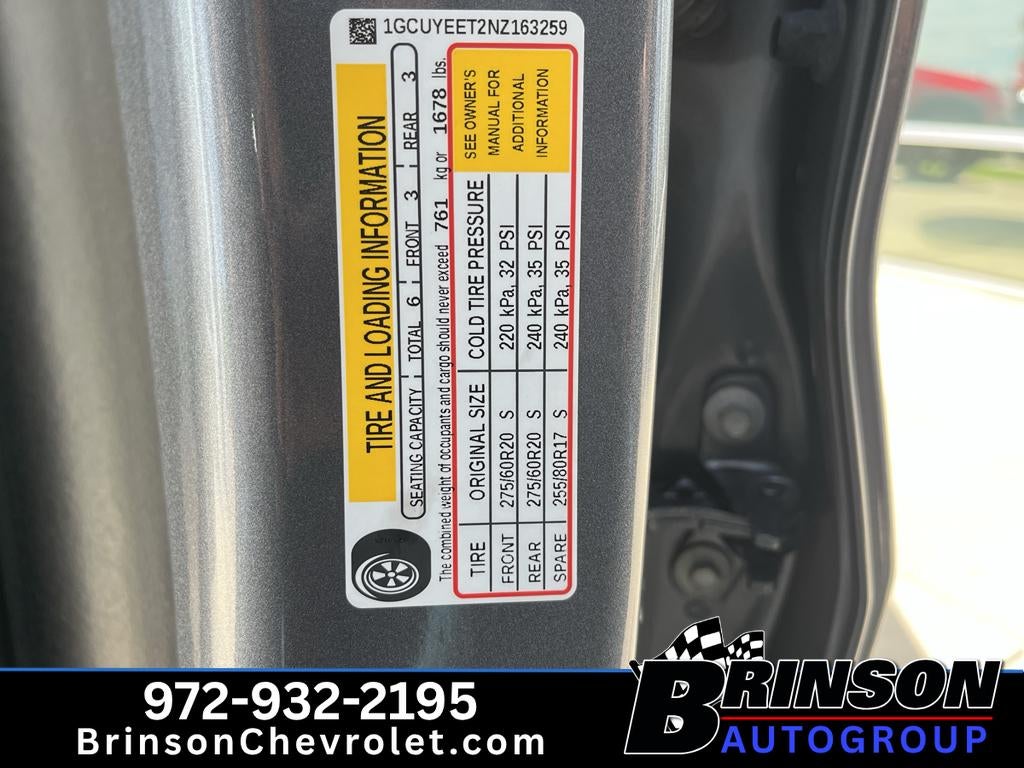 1GCUYEET2NZ163259
TIRE AND LOADING INFORMATION
SEATING CAPACITY TOTAL 6 FRONT 3 REAR 3
The combined weight of occupants and cargo should never exceed 761 kg or 1678 lbs.
TIRE ORIGINAL SIZE COLD TIRE PRESSURE
FRONT 275/60R20 S 220 kPa, 32 PSI
REAR 275/60R20 S 240 kPa, 35 PSI
SPARE 255/80R17 S 240 kPa, 35 PSI
SEE OWNER'S
MANUAL FOR
ADDITIONAL
INFORMATION
972-932-2195
BrinsonChevrolet.com
BRINSON
AUTOGROUP